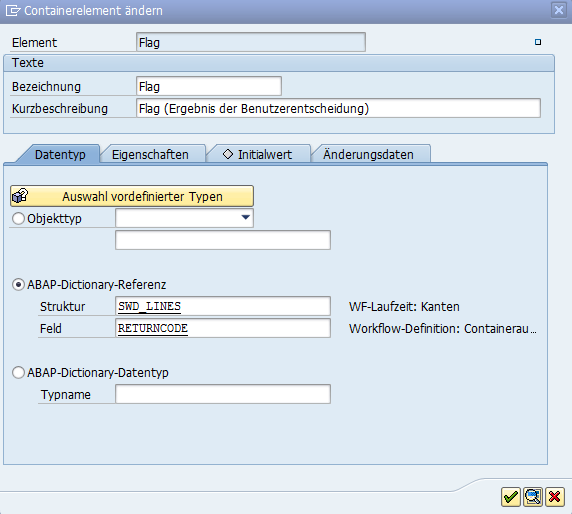 Containerelement ändern
Element Flag
Texte
Bezeichnung Flag
Kurzbeschreibung Flag (Ergebnis der Benutzerentscheidung)
Datentyp Eigenschaften Initialwert Änderungsdaten
Auswahl vordefinierter Typen
Objekttyp
ABAP-Dictionary-Referenz
Struktur SWD_LINES WF-Laufzeit: Kanten
Feld RETURNCODE Workflow-Definition: Containerau...
ABAP-Dictionary-Datentyp
Typname